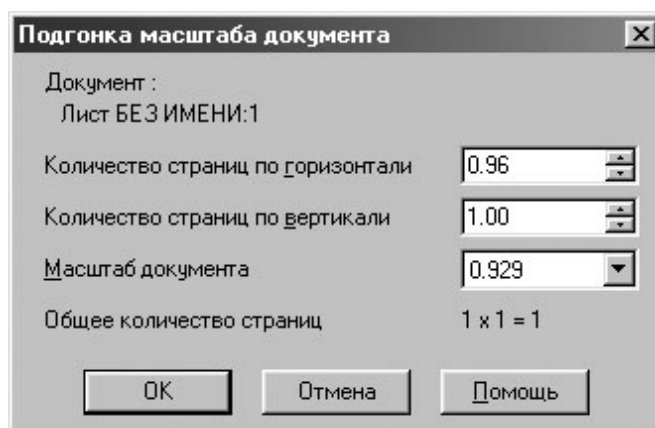 Подгонка масштаба документа
Документ :
Лист БЕЗ ИМЕНИ:1
Количество страниц по горизонтали 0.96
Количество страниц по вертикали 1.00
Масштаб документа 0.929
Общее количество страниц 1 x 1 = 1
OK Отмена Помощь